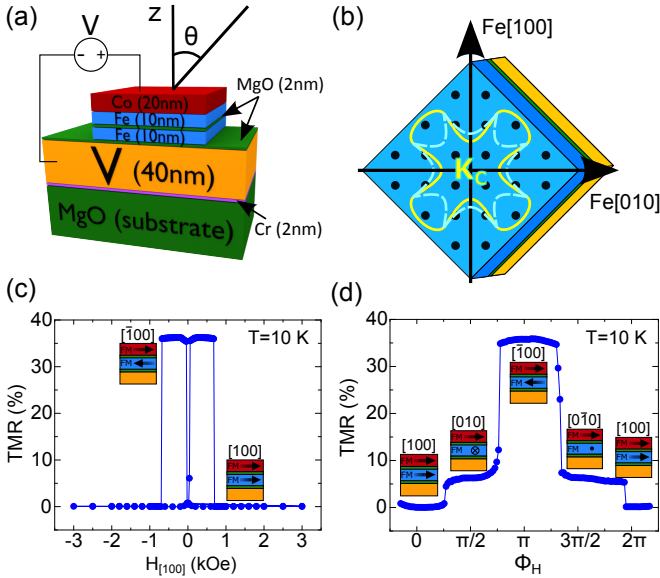 (a)
z
θ
V
-
+
MgO (2nm)
Co (20nm)
Fe (10nm)
Fe (10nm)
V (40nm)
MgO (substrate)
Cr (2nm)
(b)
Fe[100]
K_C
Fe[010]
(c)
40
30
20
10
0
TMR (%)
[1̄00]
T=10 K
FM
FM
[100]
FM
FM
-3 -2 -1 0 1 2 3
H[100] (kOe)
(d)
40
30
20
10
0
TMR (%)
T=10 K
[1̄00]
FM
FM
[100]
FM
FM
[010]
FM
FM
[01̄0]
FM
FM
[100]
FM
FM
0 π/2 π 3π/2 2π
Φ_H